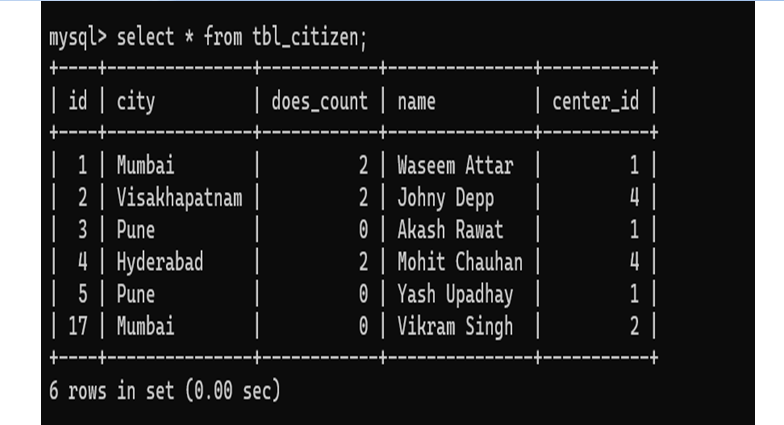 mysql> select * from tbl_citizen;
+----+---------------+------------+--------------+-----------+
| id | city          | does_count | name         | center_id |
+----+---------------+------------+--------------+-----------+
|  1 | Mumbai        |          2 | Waseem Attar |         1 |
|  2 | Visakhapatnam |          2 | Johny Depp   |         4 |
|  3 | Pune          |          0 | Akash Rawat  |         1 |
|  4 | Hyderabad     |          2 | Mohit Chauhan |         4 |
|  5 | Pune          |          0 | Yash Upadhay |         1 |
| 17 | Mumbai        |          0 | Vikram Singh |         2 |
+----+---------------+------------+--------------+-----------+
6 rows in set (0.00 sec)